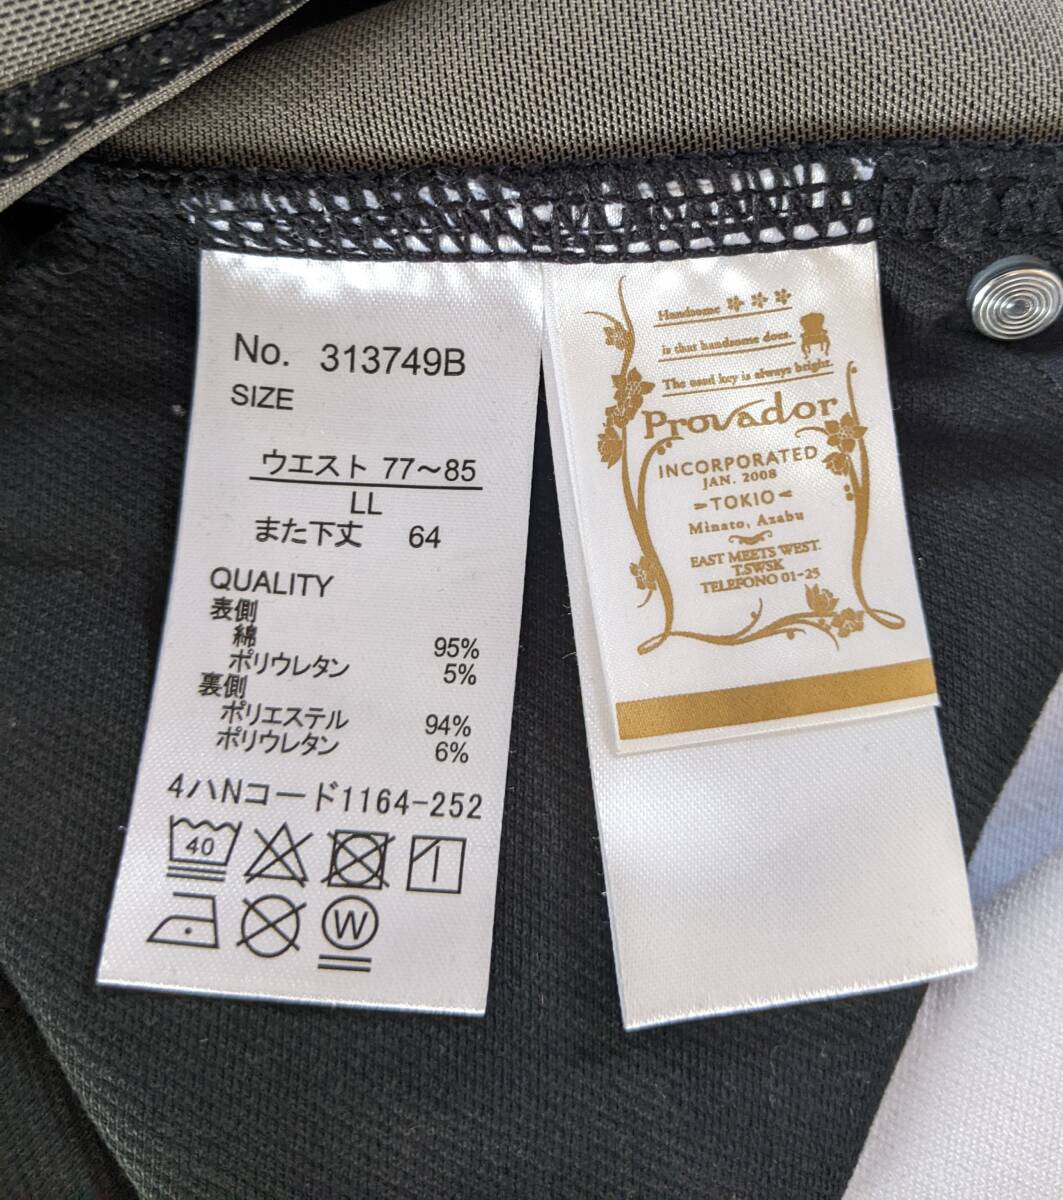 No. 313749B
SIZE
ウエスト 77～85
LL
また下丈 64
QUALITY
表側
綿 95%
ポリウレタン 5%
裏側
ポリエステル 94%
ポリウレタン 6%
4ハNコード1164-252
40
W
Handsome
is that handsome does.
The used key is always bright.
Provador
INCORPORATED
JAN. 2008
TOKIO
Minato, Azabu
EAST MEETS WEST.
T.SWSK
TELEFONO 01-25